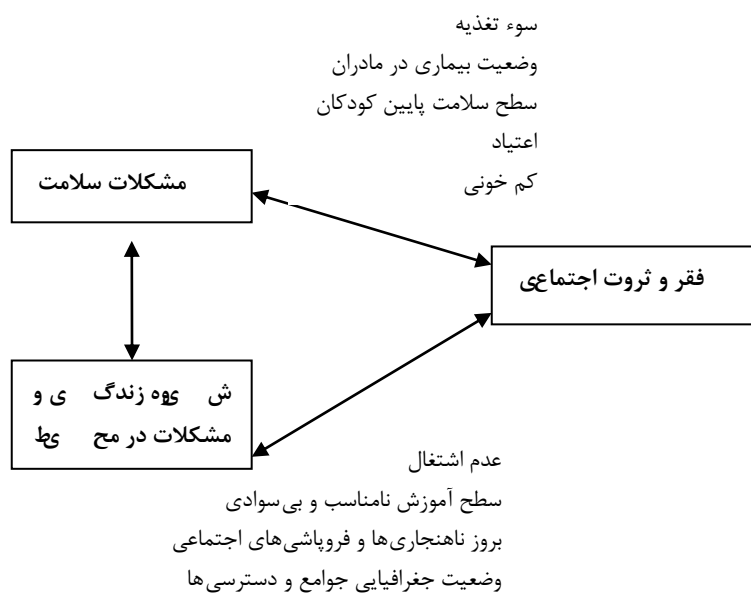 سوء تغذیه
وضعیت بیماری در مادران
سطح سلامت پایین کودکان
اعتیاد
کم خونی
مشکلات سلامت
فقر و ثروت اجتماعی
شیوه زندگی و
مشکلات در محیط
عدم اشتغال
سطح آموزش نامناسب و بی‌سوادی
بروز ناهنجاری‌ها و فروپاشی‌های اجتماعی
وضعیت جغرافیایی جوامع و دسترسی‌ها